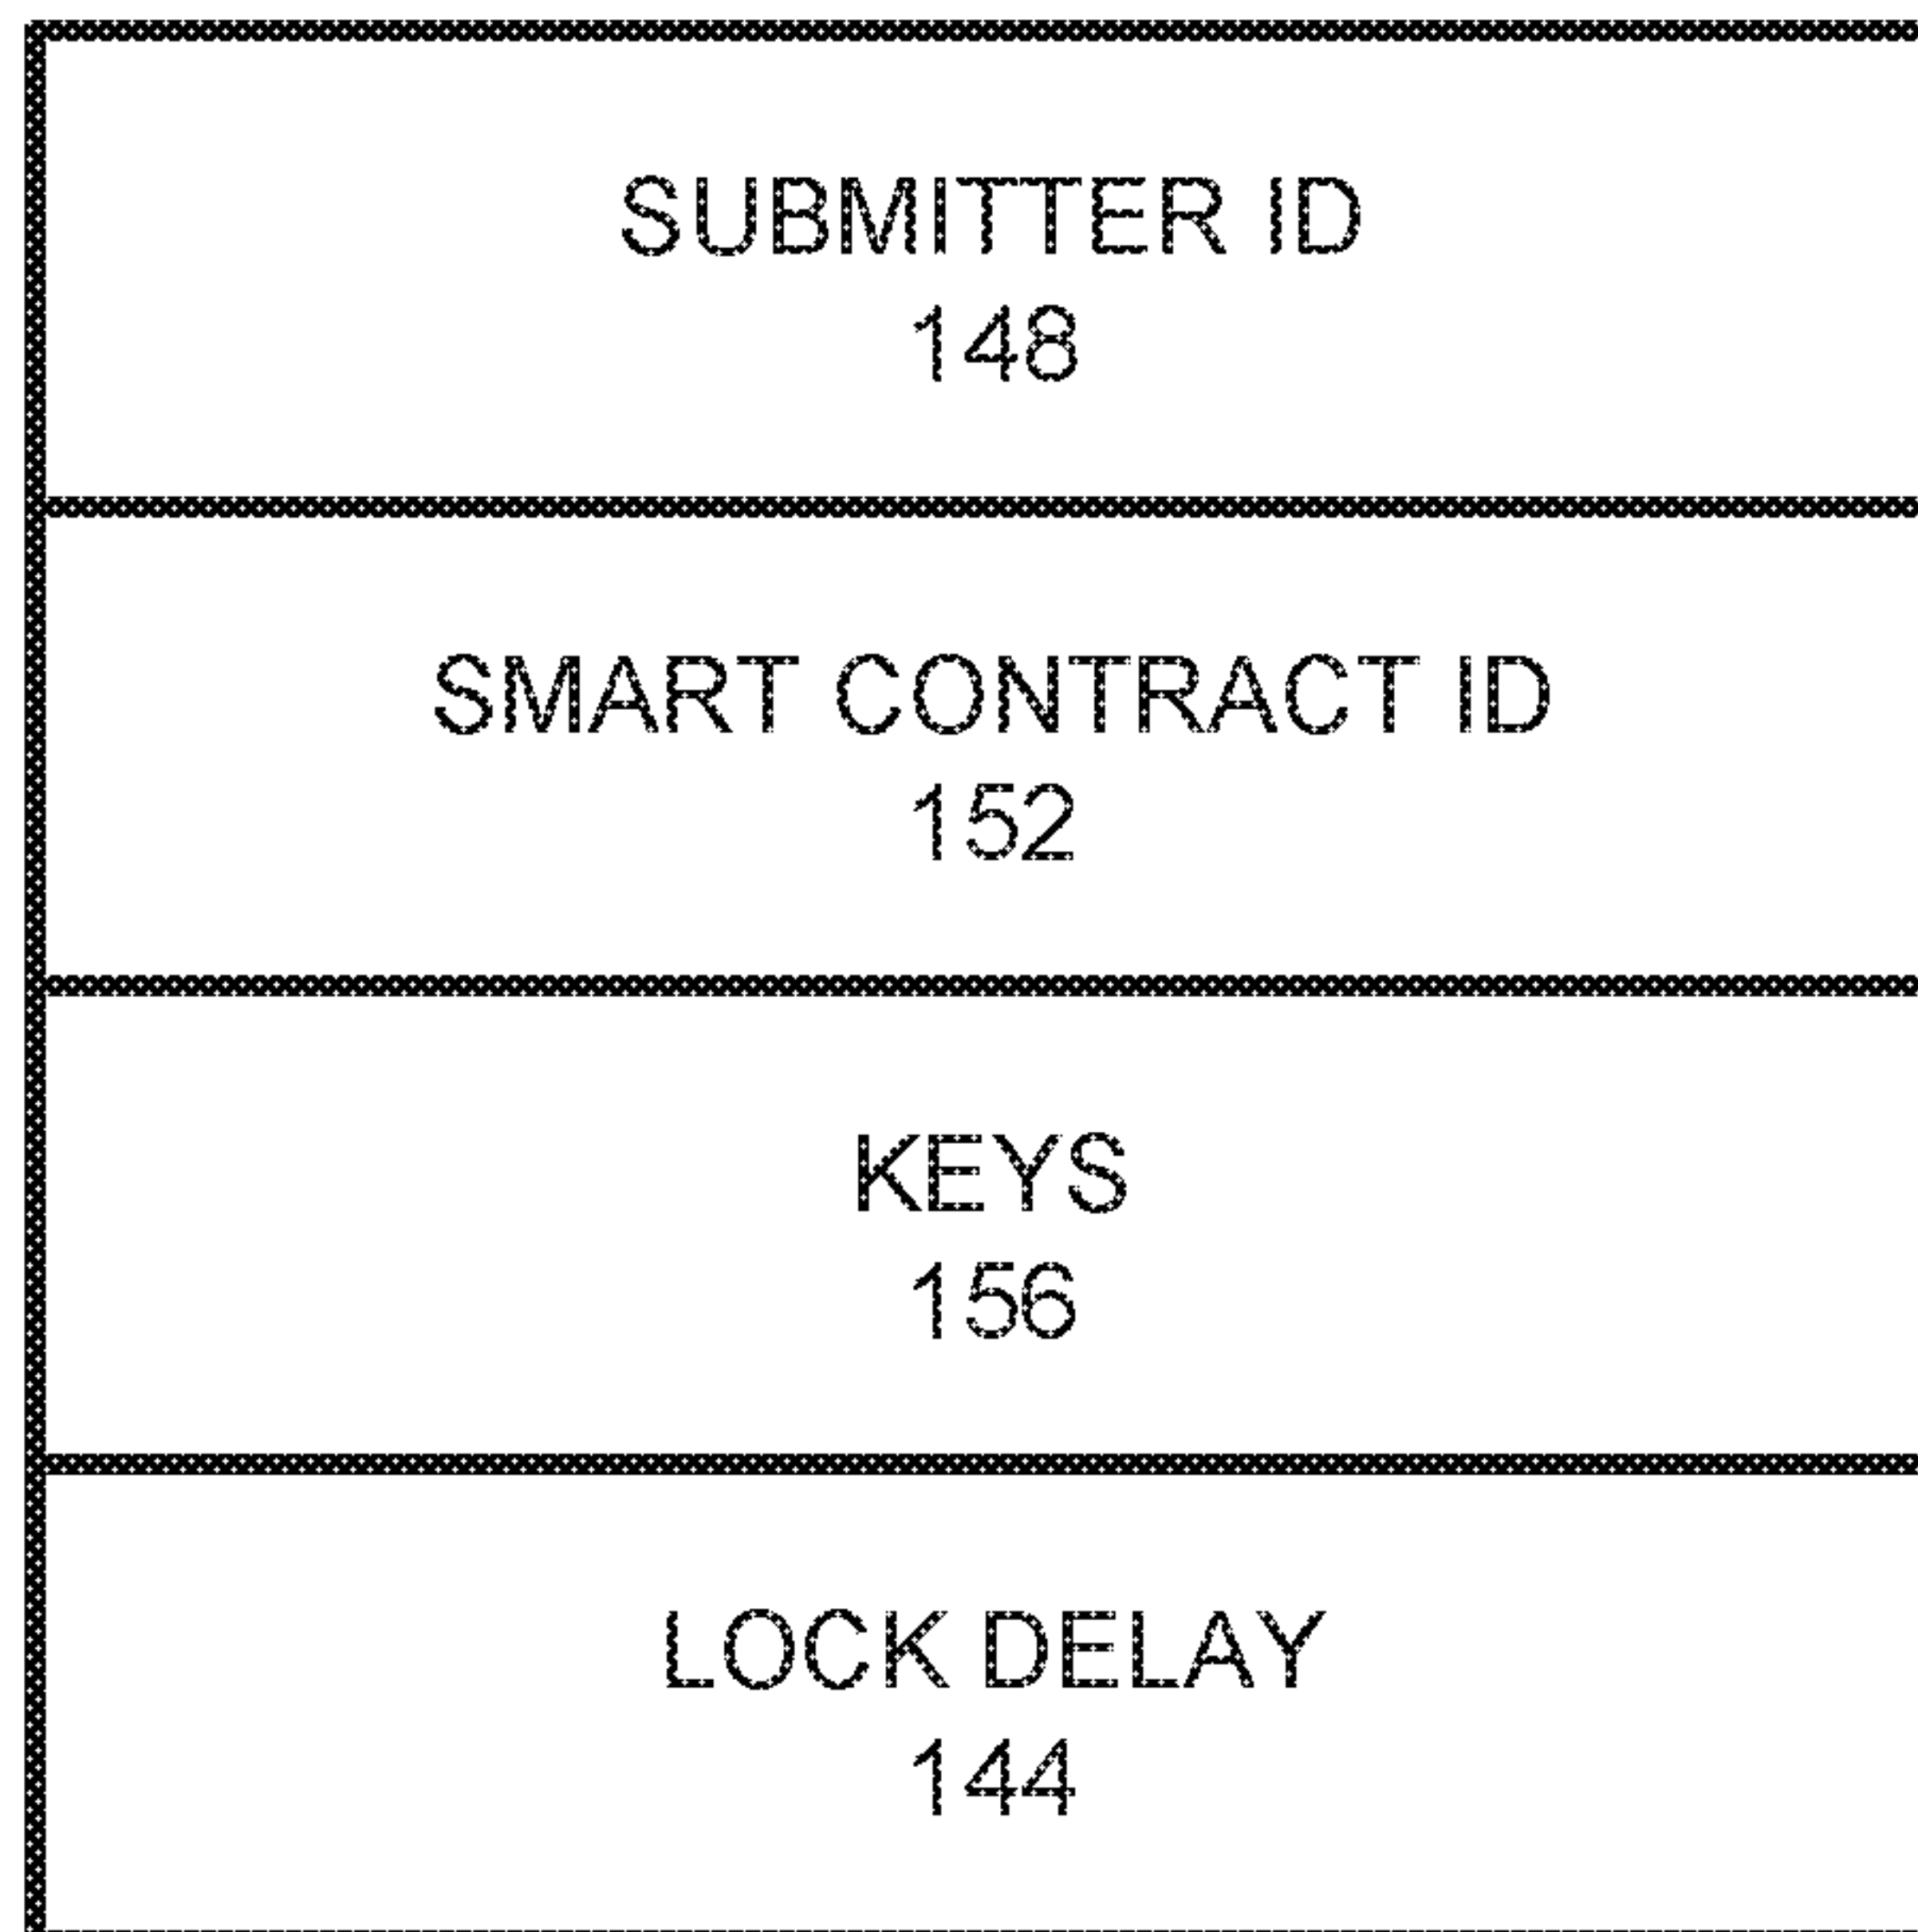 SUBMITTER ID
148
SMART CONTRACT ID
152
KEYS
156
LOCK DELAY
144